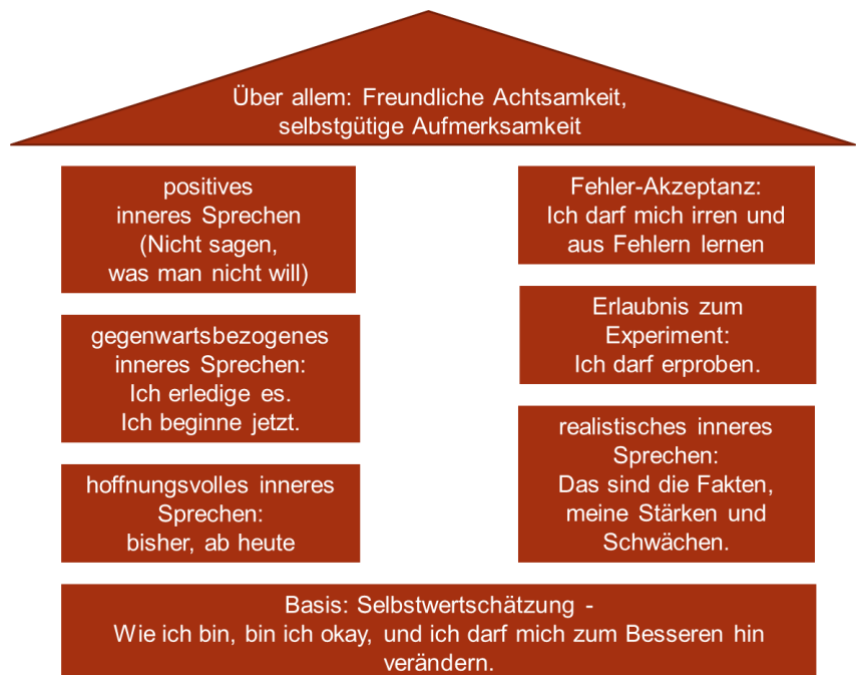 Über allem: Freundliche Achtsamkeit,
selbstgütige Aufmerksamkeit
positives
inneres Sprechen
(Nicht sagen,
was man nicht will)
gegenwartsbezogenes
inneres Sprechen:
Ich erledige es.
Ich beginne jetzt.
hoffnungsvolles inneres
Sprechen:
bisher, ab heute
Fehler-Akzeptanz:
Ich darf mich irren und
aus Fehlern lernen
Erlaubnis zum
Experiment:
Ich darf erproben.
realistisches inneres
Sprechen:
Das sind die Fakten,
meine Stärken und
Schwächen.
Basis: Selbstwertschätzung -
Wie ich bin, bin ich okay, und ich darf mich zum Besseren hin
verändern.